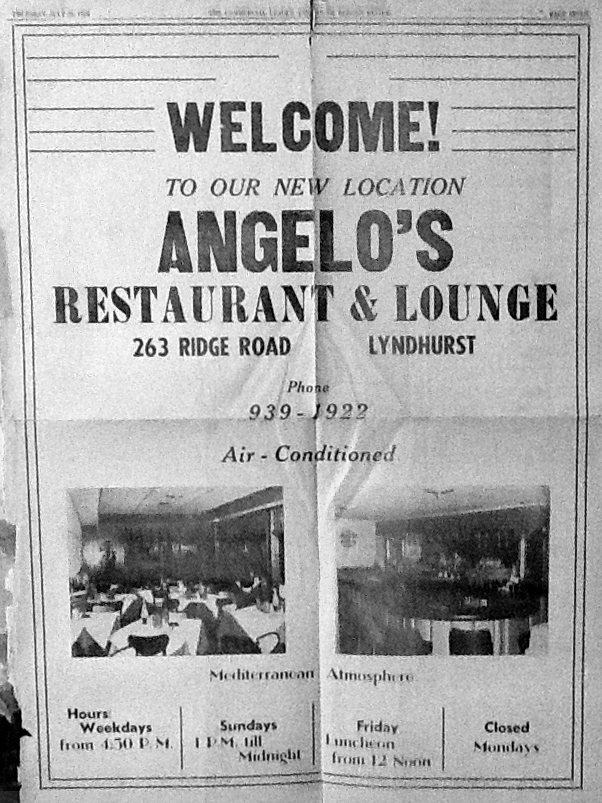 WELCOME!
TO OUR NEW LOCATION
ANGELO'S
RESTAURANT & LOUNGE
263 RIDGE ROAD LYNDHURST
Phone
939-1922
Air - Conditioned
Mediterranean Atmosphere
Hours:
Weekdays
from 4:30 P. M.
Sundays
1 P.M. till
Midnight
Friday
Luncheon
from 12 Noon
Closed
Mondays